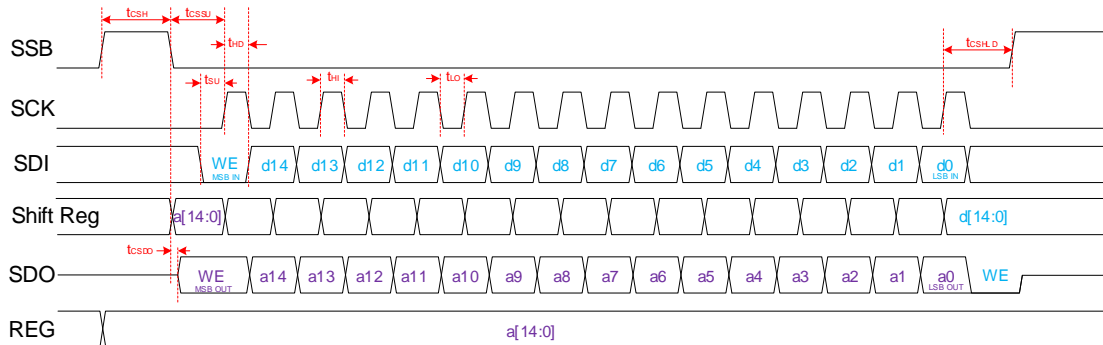 tCSH tCSSU
SSB
tHD
tCSHLD
tSU tHI tLO
SCK
SDI WE d14 d13 d12 d11 d10 d9 d8 d7 d6 d5 d4 d3 d2 d1 d0
MSB IN LSB IN
Shift Reg a[14:0] d[14:0]
tCSDO
SDO WE a14 a13 a12 a11 a10 a9 a8 a7 a6 a5 a4 a3 a2 a1 a0 WE
MSB OUT LSB OUT
REG a[14:0]